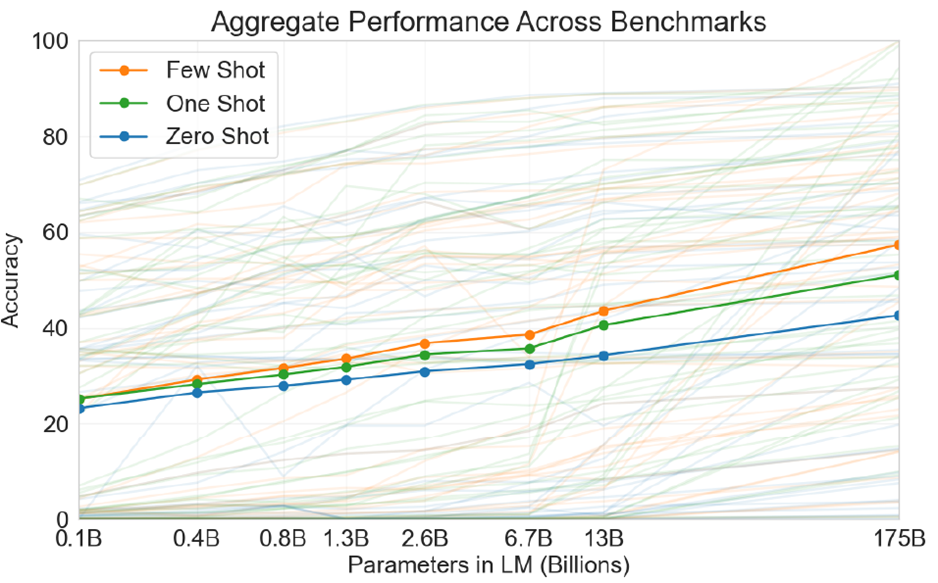 Aggregate Performance Across Benchmarks
100
80
60
40
20
0
Accuracy
Few Shot
One Shot
Zero Shot
0.1B 0.4B 0.8B 1.3B 2.6B 6.7B 13B 175B
Parameters in LM (Billions)